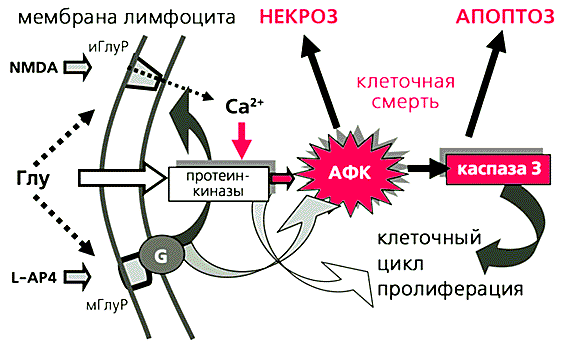 мембрана лимфоцита
НЕКРОЗ
АПОПТОЗ
иГлуР
NMDA
Ca²⁺
клеточная
смерть
Глу
протеин-
киназы
АФК
каспаза 3
G
клеточный
цикл
пролиферация
L-AP4
мГлуР